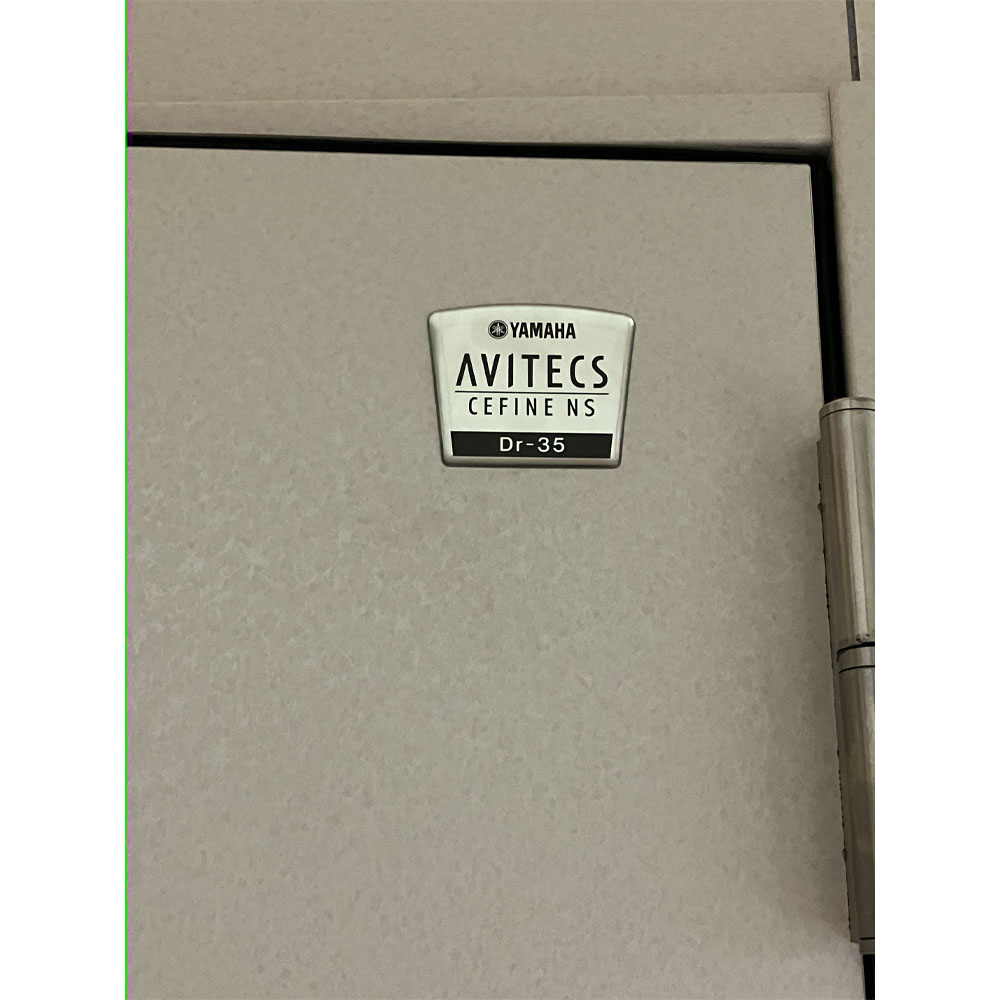 YAMAHA
AVITECS
CEFINE NS
Dr-35